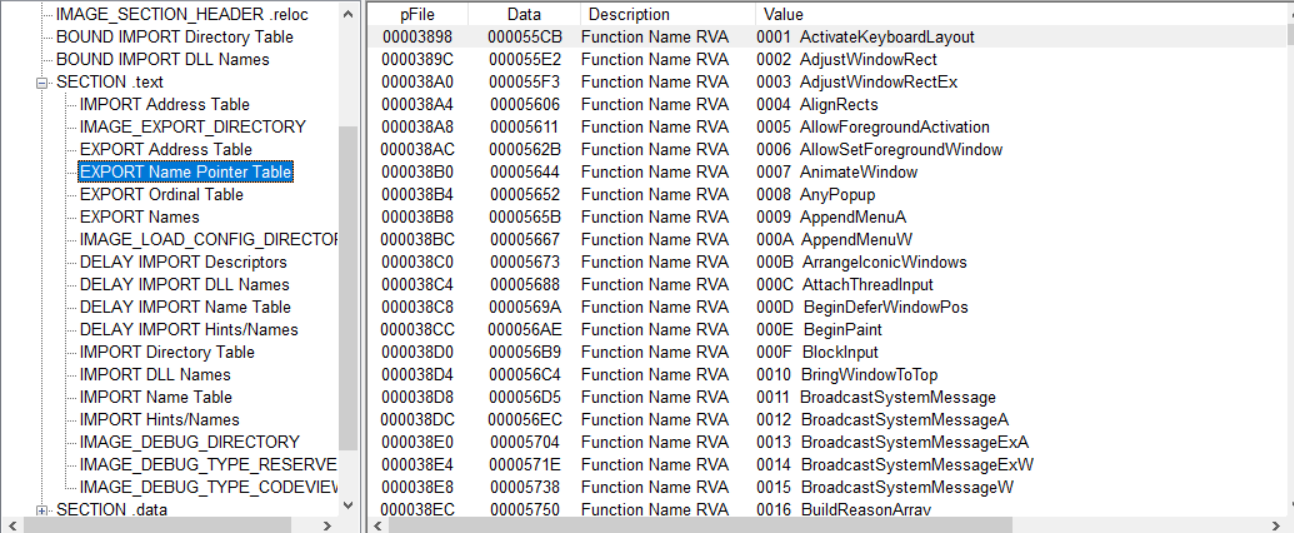 IMAGE_SECTION_HEADER .reloc
BOUND IMPORT Directory Table
BOUND IMPORT DLL Names
SECTION .text
IMPORT Address Table
IMAGE_EXPORT_DIRECTORY
EXPORT Address Table
EXPORT Name Pointer Table
EXPORT Ordinal Table
EXPORT Names
IMAGE_LOAD_CONFIG_DIRECTOR
DELAY IMPORT Descriptors
DELAY IMPORT DLL Names
DELAY IMPORT Name Table
DELAY IMPORT Hints/Names
IMPORT Directory Table
IMPORT DLL Names
IMPORT Name Table
IMPORT Hints/Names
IMAGE_DEBUG_DIRECTORY
IMAGE_DEBUG_TYPE_RESERVE
IMAGE_DEBUG_TYPE_CODEVIEW
SECTION .data
pFile Data Description Value
00003898 000055CB Function Name RVA 0001 ActivateKeyboardLayout
0000389C 000055E2 Function Name RVA 0002 AdjustWindowRect
000038A0 000055F3 Function Name RVA 0003 AdjustWindowRectEx
000038A4 00005606 Function Name RVA 0004 AlignRects
000038A8 00005611 Function Name RVA 0005 AllowForegroundActivation
000038AC 0000562B Function Name RVA 0006 AllowSetForegroundWindow
000038B0 00005644 Function Name RVA 0007 AnimateWindow
000038B4 00005652 Function Name RVA 0008 AnyPopup
000038B8 0000565B Function Name RVA 0009 AppendMenuA
000038BC 00005667 Function Name RVA 000A AppendMenuW
000038C0 00005673 Function Name RVA 000B ArrangeIconicWindows
000038C4 00005688 Function Name RVA 000C AttachThreadInput
000038C8 0000569A Function Name RVA 000D BeginDeferWindowPos
000038CC 000056AE Function Name RVA 000E BeginPaint
000038D0 000056B9 Function Name RVA 000F BlockInput
000038D4 000056C4 Function Name RVA 0010 BringWindowToTop
000038D8 000056D5 Function Name RVA 0011 BroadcastSystemMessage
000038DC 000056EC Function Name RVA 0012 BroadcastSystemMessageA
000038E0 00005704 Function Name RVA 0013 BroadcastSystemMessageExA
000038E4 0000571E Function Name RVA 0014 BroadcastSystemMessageExW
000038E8 00005738 Function Name RVA 0015 BroadcastSystemMessageW
000038EC 00005750 Function Name RVA 0016 BuildReasonArray